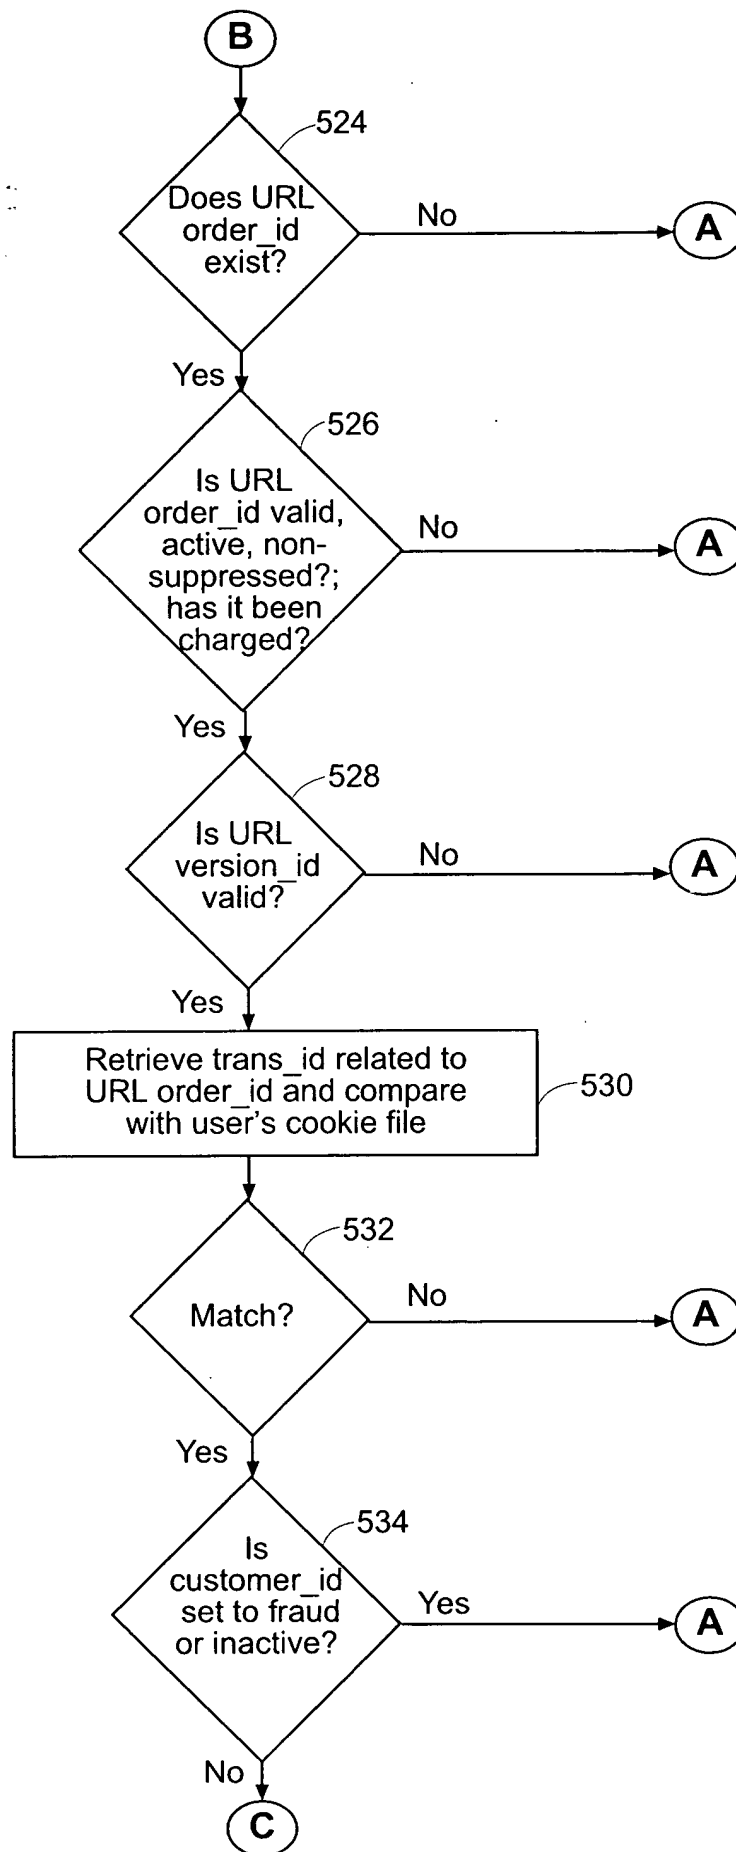 B
524
Does URL
order_id
exist?
No
A
Yes
526
Is URL
order_id valid,
active, non-
suppressed?;
has it been
charged?
No
A
Yes
528
Is URL
version_id
valid?
No
A
Yes
Retrieve trans_id related to
URL order_id and compare
with user's cookie file
530
532
Match?
No
A
Yes
534
Is
customer_id
set to fraud
or inactive?
Yes
A
No
C